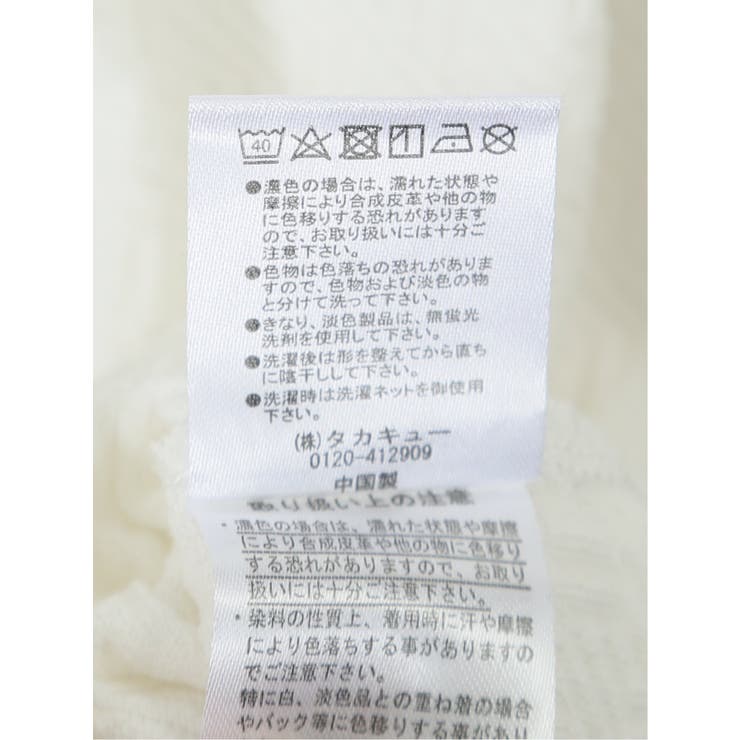 40
●濃色の場合は、濡れた状態や
摩擦により合成皮革や他の物
に色移りする恐れがあります
ので、お取り扱いには十分ご
注意下さい。
●色物は色落ちの恐れがありま
すので、色物および淡色の物
と分けて洗って下さい。
●きなり、淡色製品は、無蛍光
洗剤を使用して下さい。
●洗濯後は形を整えてから直ち
に陰干しして下さい。
●洗濯時は洗濯ネットを御使用
下さい。
(株)タカキュー
0120-412909
中国製
取り扱い上の注意
・濃色の場合は、濡れた状態や摩擦
により合成皮革や他の物に色移り
する恐れがありますので、お取り
扱いには十分ご注意下さい。
・染料の性質上、着用時に汗や摩擦
により色落ちする事がありますの
でご注意下さい。
特に白、淡色品との重ね着の場合
やバック等に色移りする事があり